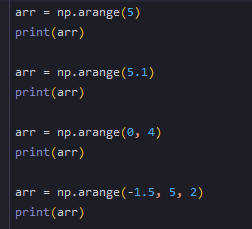 arr = np.arange(5)
print(arr)
arr = np.arange(5.1)
print(arr)
arr = np.arange(0, 4)
print(arr)
arr = np.arange(-1.5, 5, 2)
print(arr)